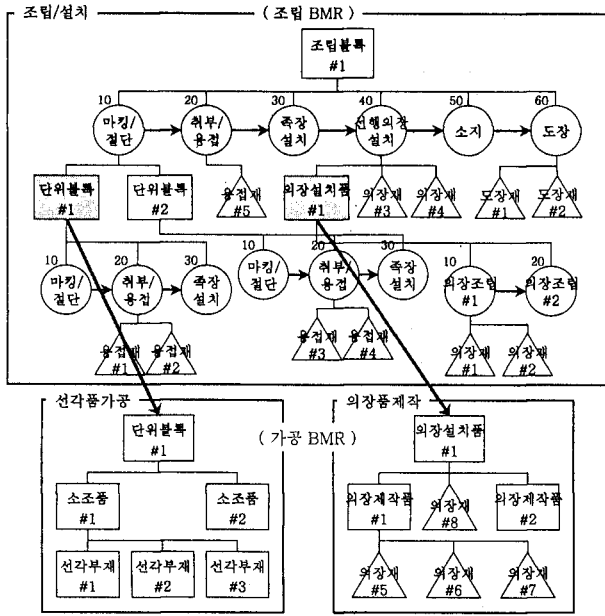 조립/설치
( 조립 BMR )
조립블록
#1
10
20
30
40
50
60
마킹/
절단
취부/
용접
족장
설치
선행의장
설치
소지
도장
단위블록
#1
단위블록
#2
용접재
#5
의장설치품
#1
의장재
#3
의장재
#4
도장재
#1
도장재
#2
10
20
30
마킹/
절단
취부/
용접
족장
설치
10
20
30
마킹/
절단
취부/
용접
족장
설치
10
20
의장조립
#1
의장조립
#2
용접재
#1
용접재
#2
용접재
#3
용접재
#4
의장재
#1
의장재
#2
선각품가공
( 가공 BMR )
의장품제작
단위블록
#1
소조품
#1
소조품
#2
선각부재
#1
선각부재
#2
선각부재
#3
의장설치품
#1
의장제작품
#1
의장재
#8
의장제작품
#2
의장재
#5
의장재
#6
의장재
#7